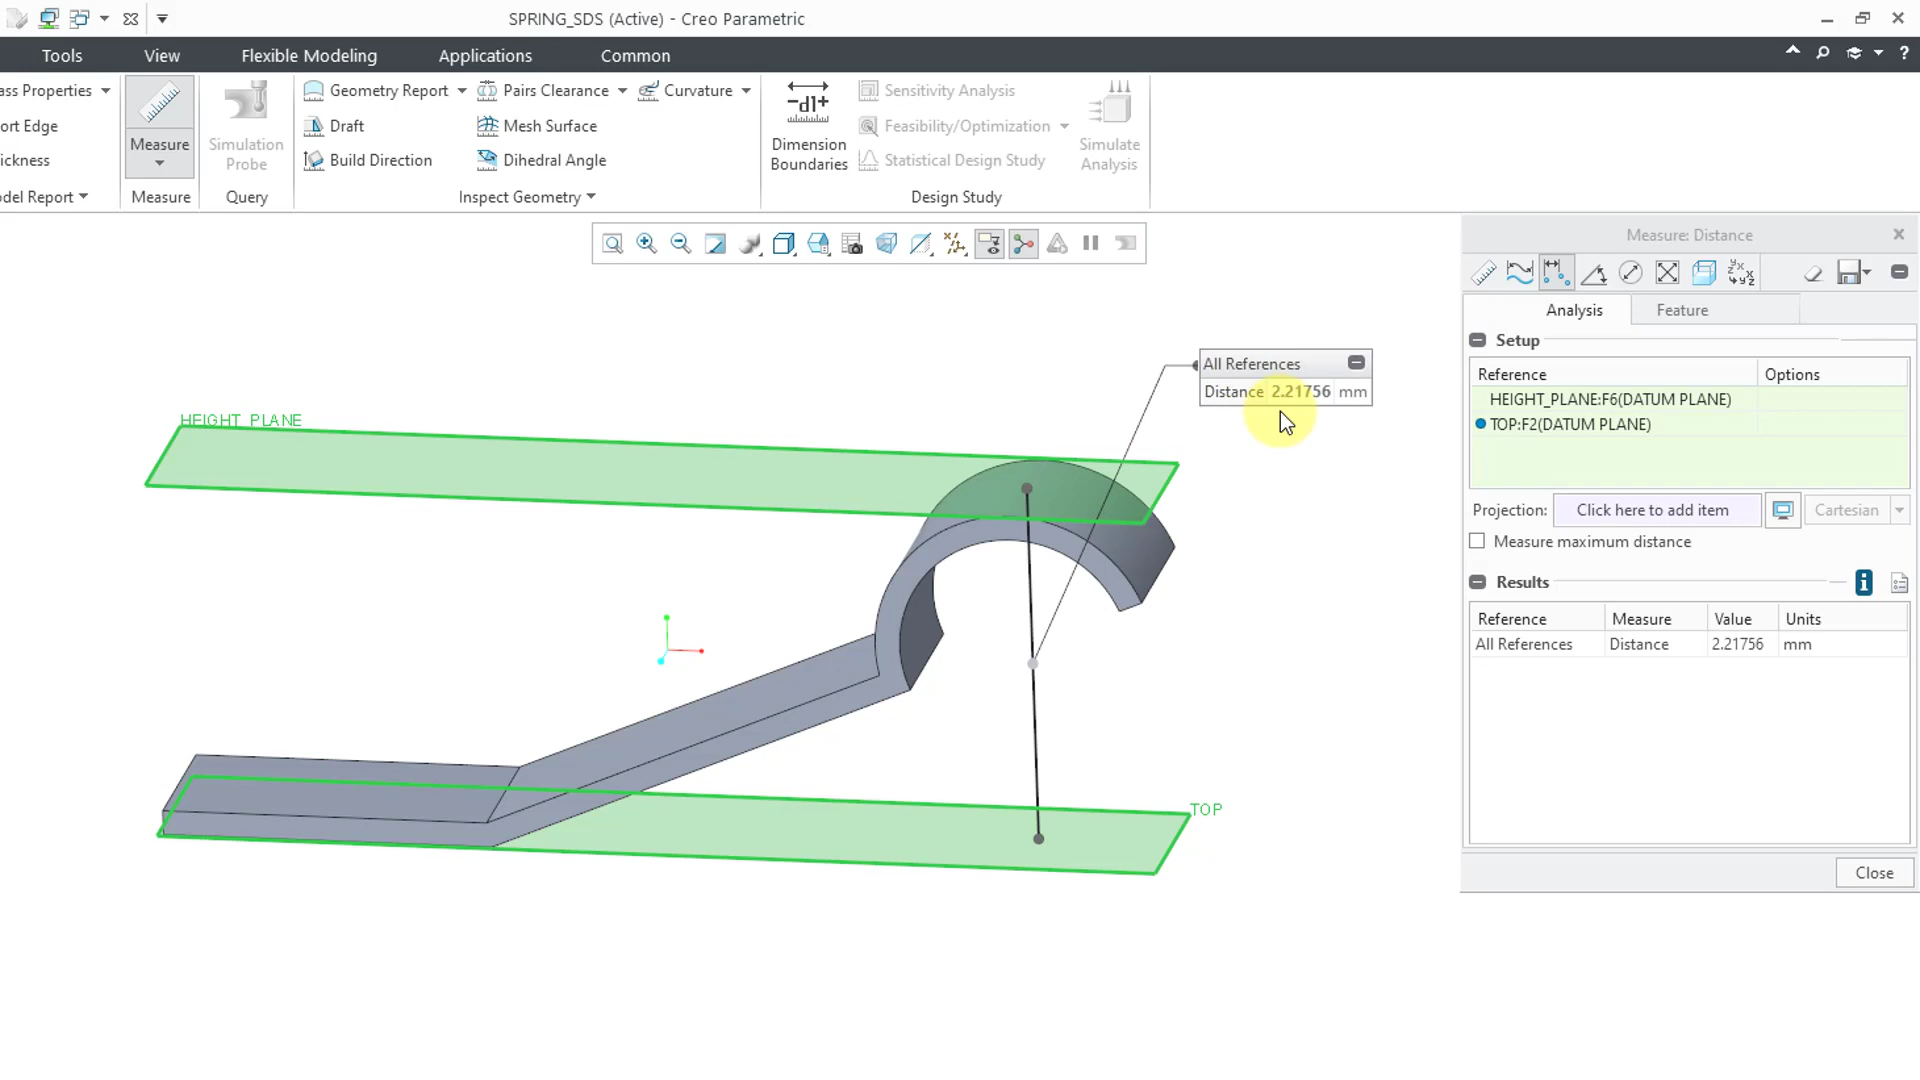 SPRING_SDS (Active) - Creo Parametric
Tools View Flexible Modeling Applications Common
ass Properties
ort Edge
ickness
odel Report
Measure
Measure
Simulation
Probe
Query
Geometry Report
Draft
Build Direction
Pairs Clearance
Mesh Surface
Dihedral Angle
Curvature
Inspect Geometry
Dimension
Boundaries
Sensitivity Analysis
Feasibility/Optimization
Statistical Design Study
Simulate
Analysis
Design Study
HEIGHT_PLANE
TOP
All References
Distance 2.21756 mm
Measure: Distance
Analysis Feature
Setup
Reference Options
HEIGHT_PLANE:F6(DATUM PLANE)
TOP:F2(DATUM PLANE)
Projection: Click here to add item Cartesian
Measure maximum distance
Results
Reference Measure Value Units
All References Distance 2.21756 mm
Close